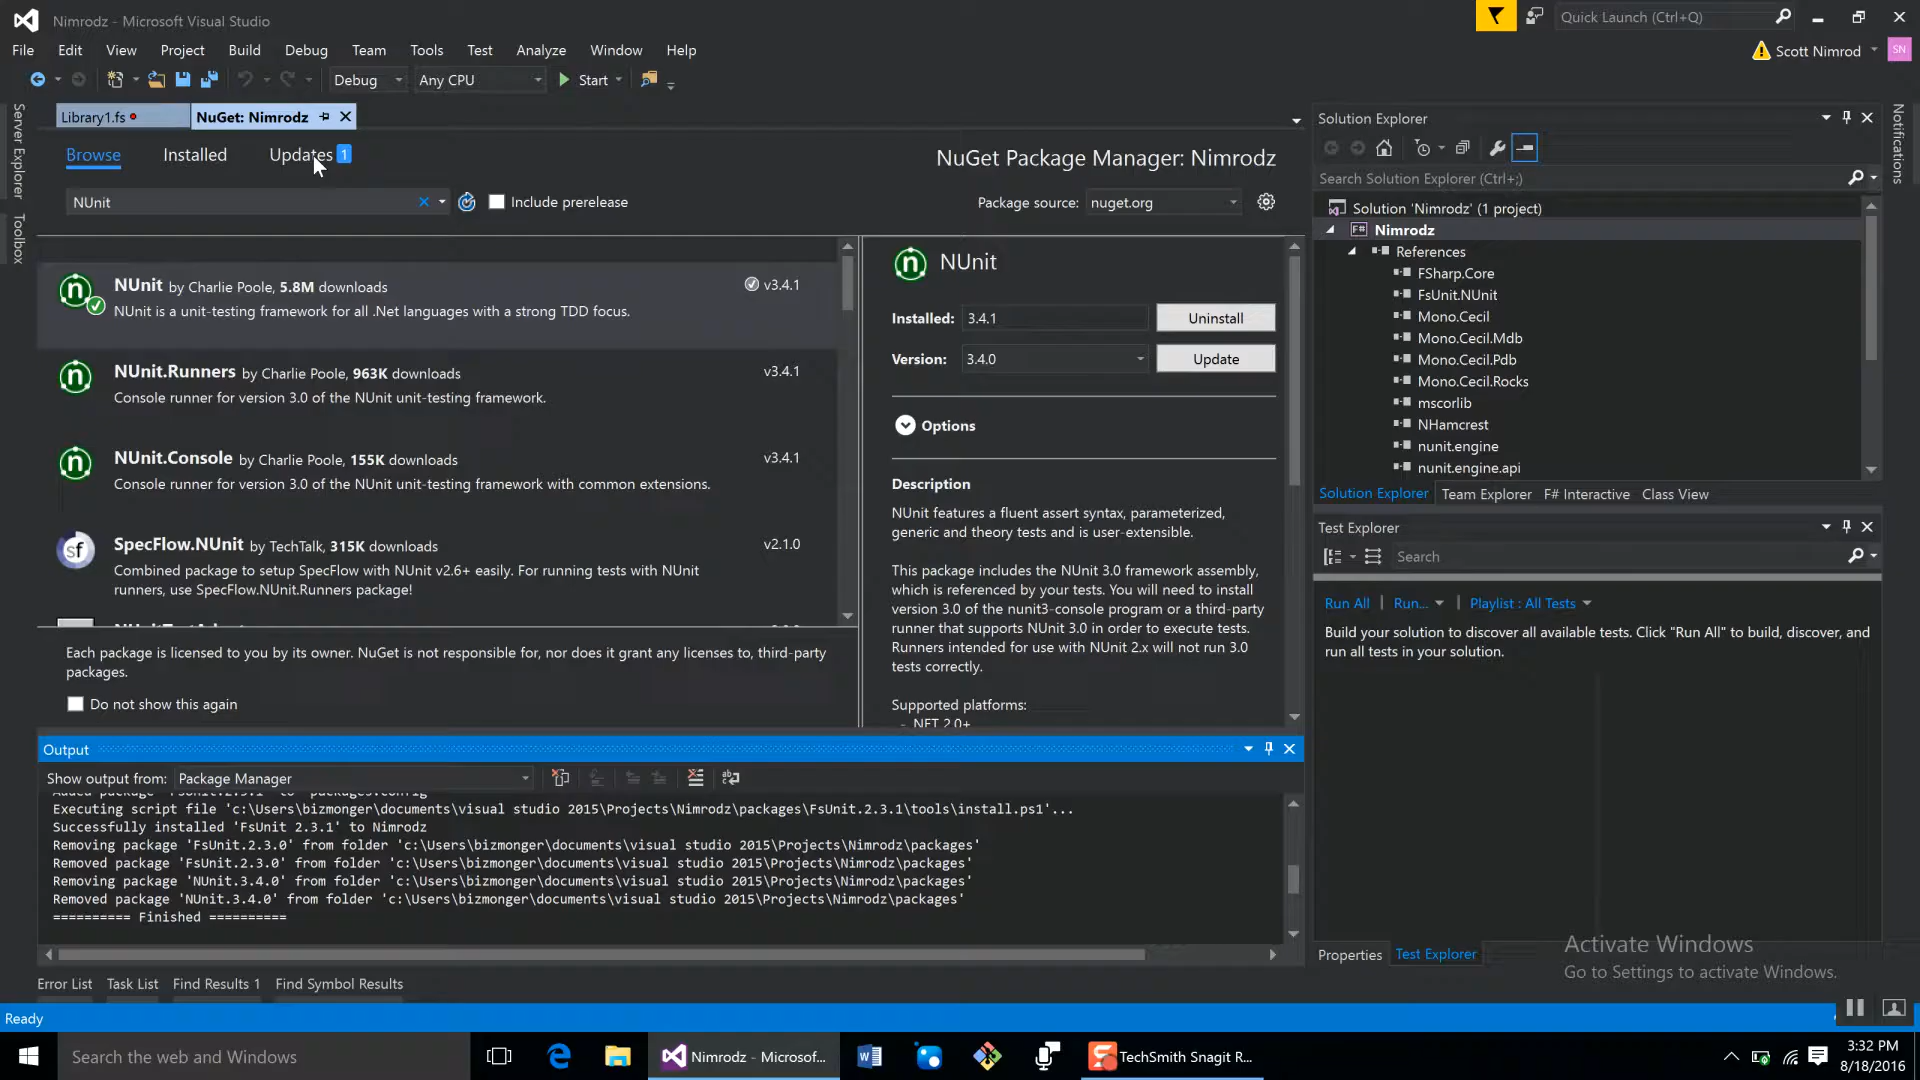 Nimrodz - Microsoft Visual Studio
Quick Launch (Ctrl+Q)
File Edit View Project Build Debug Team Tools Test Analyze Window Help
Scott Nimrod
SN
Debug Any CPU Start
Server Explorer
Toolbox
Notifications
Library1.fs
NuGet: Nimrodz
Browse Installed Updates 1
NuGet Package Manager: Nimrodz
NUnit
Include prerelease
Package source: nuget.org
NUnit by Charlie Poole, 5.8M downloads v3.4.1
NUnit is a unit-testing framework for all .Net languages with a strong TDD focus.
NUnit.Runners by Charlie Poole, 963K downloads v3.4.1
Console runner for version 3.0 of the NUnit unit-testing framework.
NUnit.Console by Charlie Poole, 155K downloads v3.4.1
Console runner for version 3.0 of the NUnit unit-testing framework with common extensions.
sf
SpecFlow.NUnit by TechTalk, 315K downloads v2.1.0
Combined package to setup SpecFlow with NUnit v2.6+ easily. For running tests with NUnit
runners, use SpecFlow.NUnit.Runners package!
Each package is licensed to you by its owner. NuGet is not responsible for, nor does it grant any licenses to, third-party
packages.
Do not show this again
n NUnit
Installed: 3.4.1 Uninstall
Version: 3.4.0 Update
Options
Description
NUnit features a fluent assert syntax, parameterized,
generic and theory tests and is user-extensible.
This package includes the NUnit 3.0 framework assembly,
which is referenced by your tests. You will need to install
version 3.0 of the nunit3-console program or a third-party
runner that supports NUnit 3.0 in order to execute tests.
Runners intended for use with NUnit 2.x will not run 3.0
tests correctly.
Supported platforms:
- .NET 2.0+
Solution Explorer
Search Solution Explorer (Ctrl+;)
Solution 'Nimrodz' (1 project)
F# Nimrodz
References
FSharp.Core
FsUnit.NUnit
Mono.Cecil
Mono.Cecil.Mdb
Mono.Cecil.Pdb
Mono.Cecil.Rocks
mscorlib
NHamcrest
nunit.engine
nunit.engine.api
Solution Explorer Team Explorer F# Interactive Class View
Test Explorer
Search
Run All Run... Playlist : All Tests
Build your solution to discover all available tests. Click "Run All" to build, discover, and
run all tests in your solution.
Properties Test Explorer
Activate Windows
Go to Settings to activate Windows.
Output
Show output from: Package Manager
Added package 'FsUnit.2.3.1' to 'packages.config'
Executing script file 'c:\Users\bizmonger\documents\visual studio 2015\Projects\Nimrodz\packages\FsUnit.2.3.1\tools\install.ps1'...
Successfully installed 'FsUnit 2.3.1' to Nimrodz
Removing package 'FsUnit.2.3.0' from folder 'c:\Users\bizmonger\documents\visual studio 2015\Projects\Nimrodz\packages'
Removed package 'FsUnit.2.3.0' from folder 'c:\Users\bizmonger\documents\visual studio 2015\Projects\Nimrodz\packages'
Removing package 'NUnit.3.4.0' from folder 'c:\Users\bizmonger\documents\visual studio 2015\Projects\Nimrodz\packages'
Removed package 'NUnit.3.4.0' from folder 'c:\Users\bizmonger\documents\visual studio 2015\Projects\Nimrodz\packages'
========== Finished ==========
Error List Task List Find Results 1 Find Symbol Results
Ready
Search the web and Windows
Nimrodz - Microsof...
TechSmith Snagit R...
3:32 PM
8/18/2016